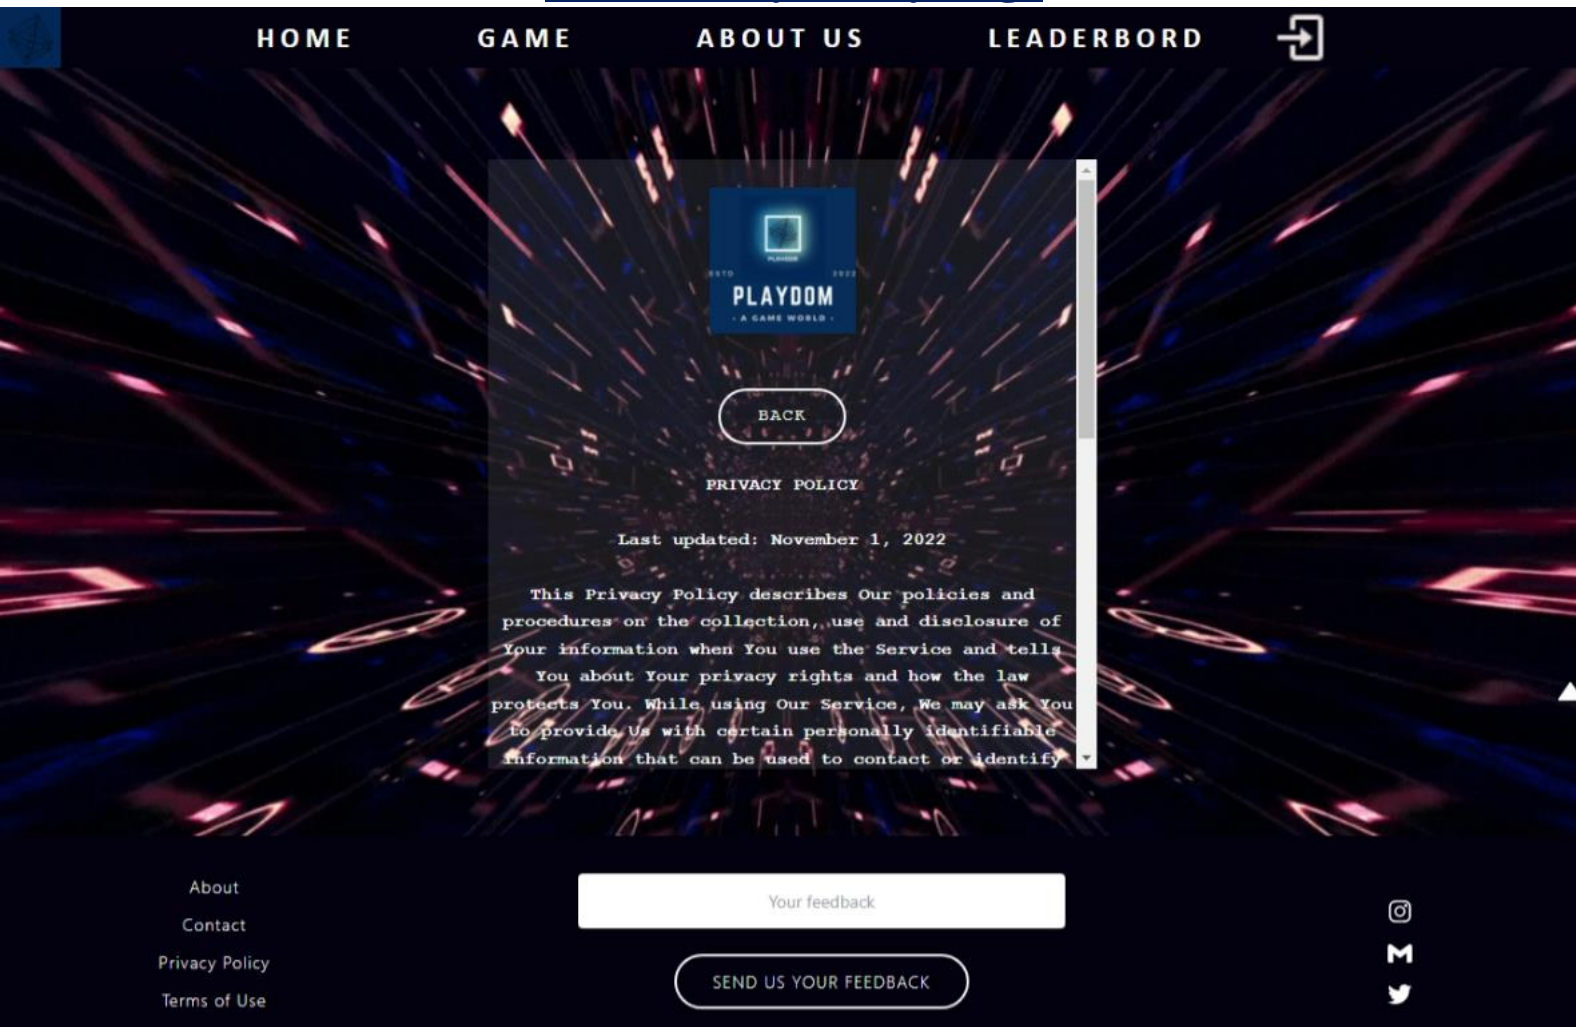 HOME GAME ABOUT US LEADERBORD
ESTD 2022
PLAYDOM
- A GAME WORLD -
BACK
PRIVACY POLICY
Last updated: November 1, 2022
This Privacy Policy describes Our policies and
procedures on the collection, use and disclosure of
Your information when You use the Service and tells
You about Your privacy rights and how the law
protects You. While using Our Service, We may ask You
to provide Us with certain personally identifiable
information that can be used to contact or identify
About
Contact
Privacy Policy
Terms of Use
Your feedback
SEND US YOUR FEEDBACK